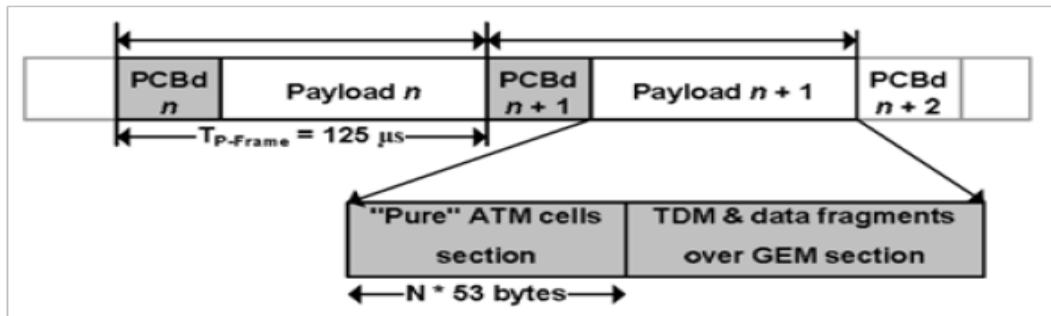 PCBd
n
Payload n
PCBd
n + 1
Payload n + 1
PCBd
n + 2
TP-Frame = 125 µs
"Pure" ATM cells
section
TDM & data fragments
over GEM section
N * 53 bytes